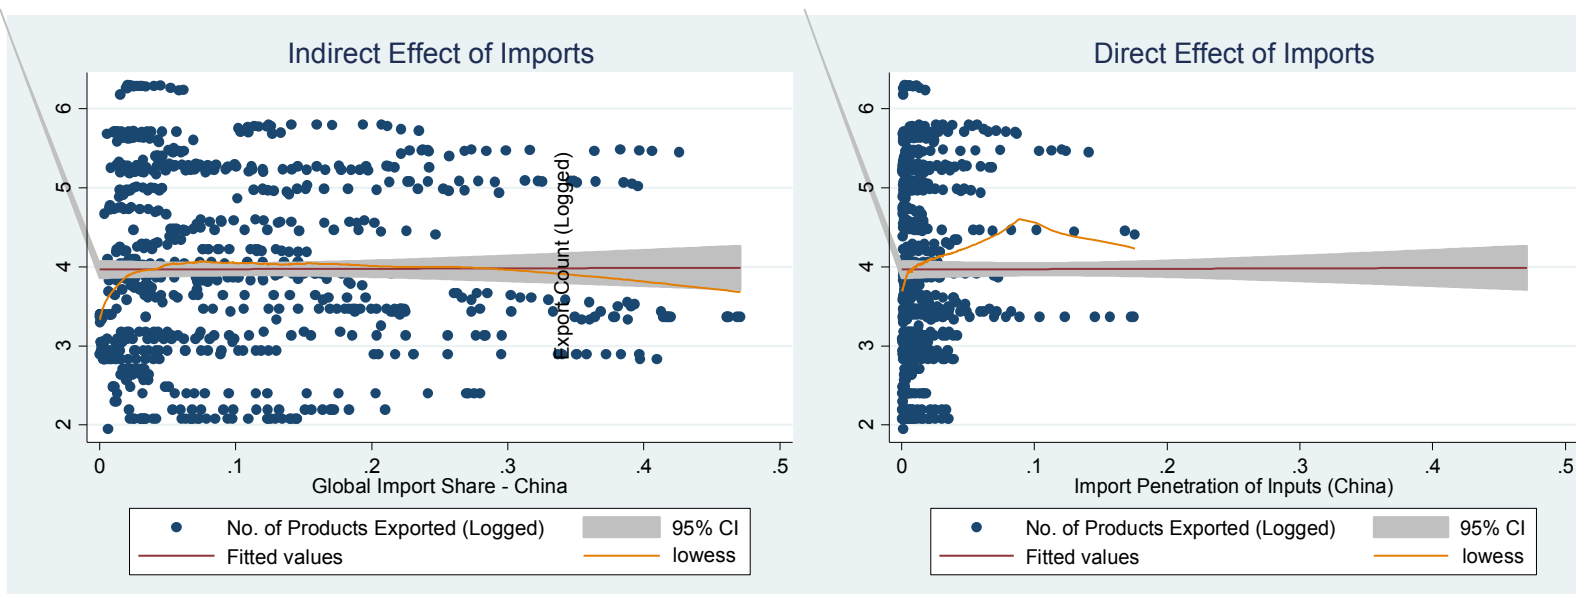 Indirect Effect of Imports
6
5
4
3
2
Export Count (Logged)
0 .1 .2 .3 .4 .5
Global Import Share - China
No. of Products Exported (Logged) 95% CI
Fitted values lowess
Direct Effect of Imports
6
5
4
3
2
0 .1 .2 .3 .4 .5
Import Penetration of Inputs (China)
No. of Products Exported (Logged) 95% CI
Fitted values lowess